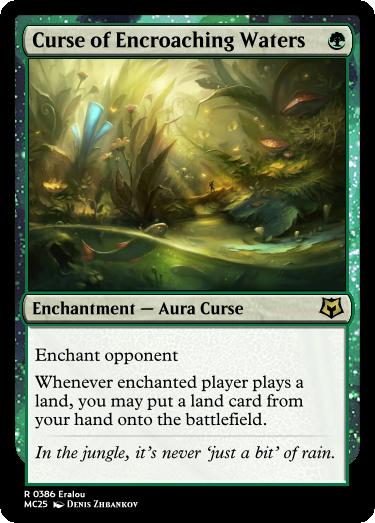 Curse of Encroaching Waters
Enchantment — Aura Curse
Enchant opponent
Whenever enchanted player plays a
land, you may put a land card from
your hand onto the battlefield.
In the jungle, it's never ‘just a bit’ of rain.
R 0386 Eralou
MC25 Denis Zhbankov